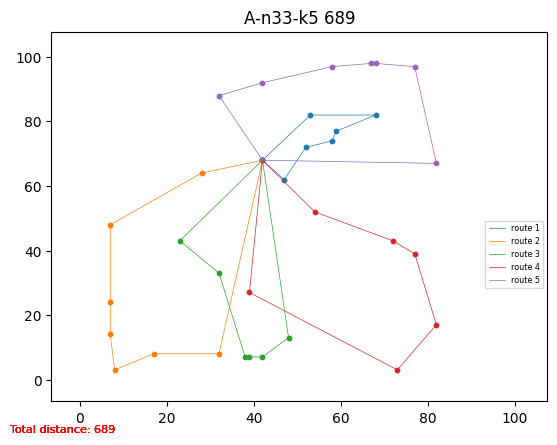 A-n33-k5 689
100
80
60
40
20
0
route 1
route 2
route 3
route 4
route 5
0 20 40 60 80 100
Total distance: 689